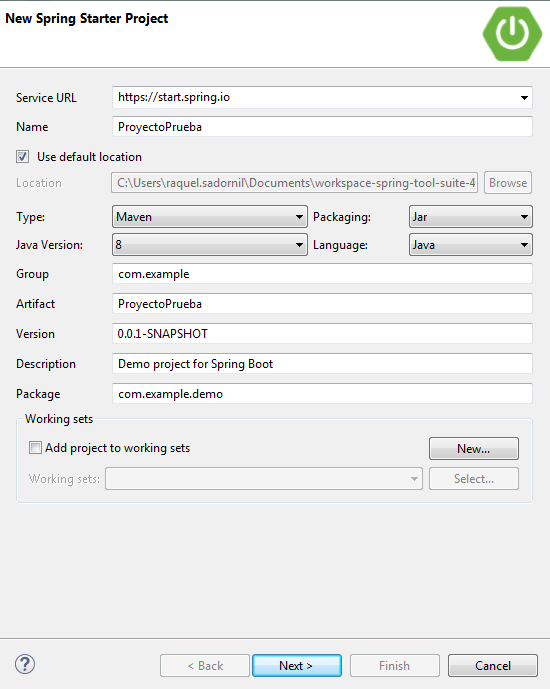 New Spring Starter Project
Service URL https://start.spring.io
Name ProyectoPrueba
Use default location
Location C:\Users\raquel.sadornil\Documents\workspace-spring-tool-suite-4 Browse
Type: Maven Packaging: Jar
Java Version: 8 Language: Java
Group com.example
Artifact ProyectoPrueba
Version 0.0.1-SNAPSHOT
Description Demo project for Spring Boot
Package com.example.demo
Working sets
Add project to working sets New...
Working sets: Select...
? < Back Next > Finish Cancel